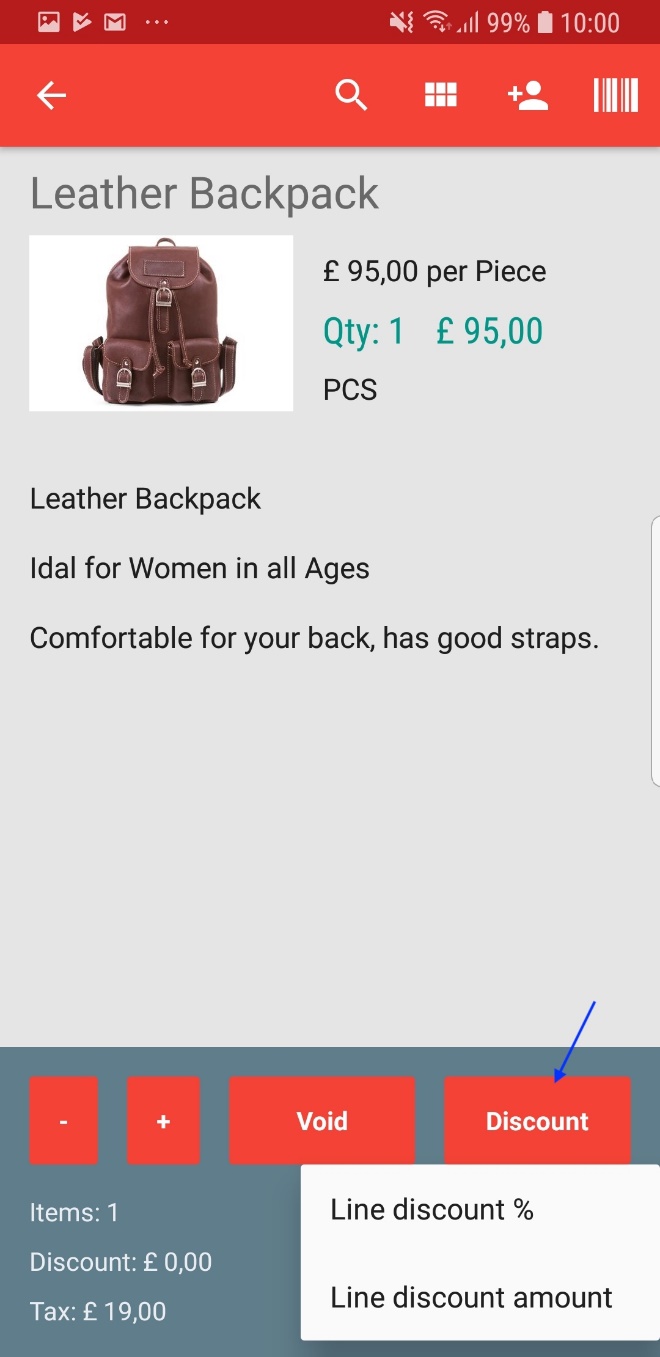 99% 10:00
Leather Backpack
£ 95,00 per Piece
Qty: 1 £ 95,00
PCS
Leather Backpack
Idal for Women in all Ages
Comfortable for your back, has good straps.
- + Void Discount
Items: 1
Discount: £ 0,00
Tax: £ 19,00
Line discount %
Line discount amount